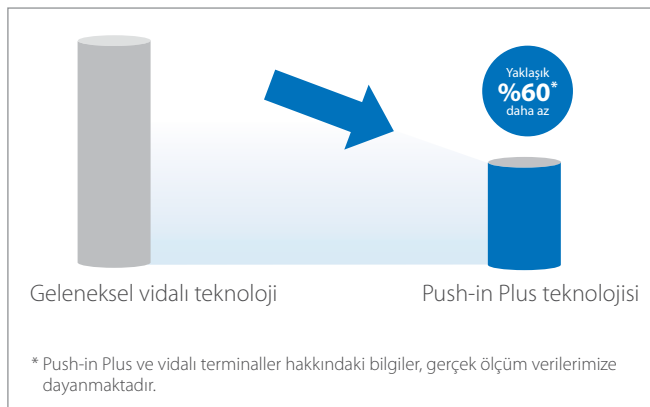 Yaklaşık
%60*
daha az
Geleneksel vidalı teknoloji
Push-in Plus teknolojisi
* Push-in Plus ve vidalı terminaller hakkındaki bilgiler, gerçek ölçüm verilerimize
dayanmaktadır.